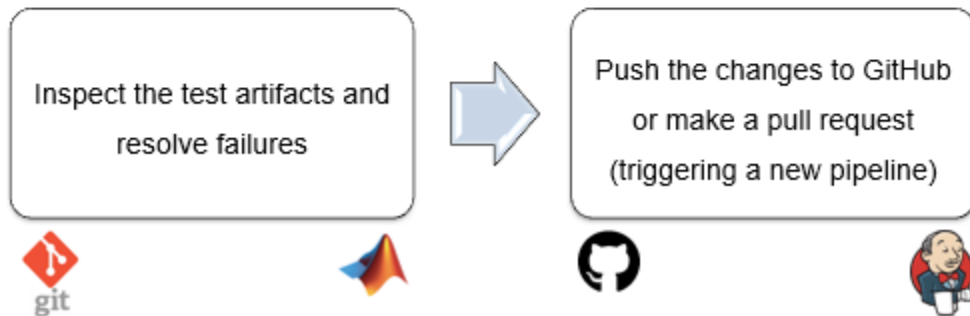 Inspect the test artifacts and
resolve failures
Push the changes to GitHub
or make a pull request
(triggering a new pipeline)
git